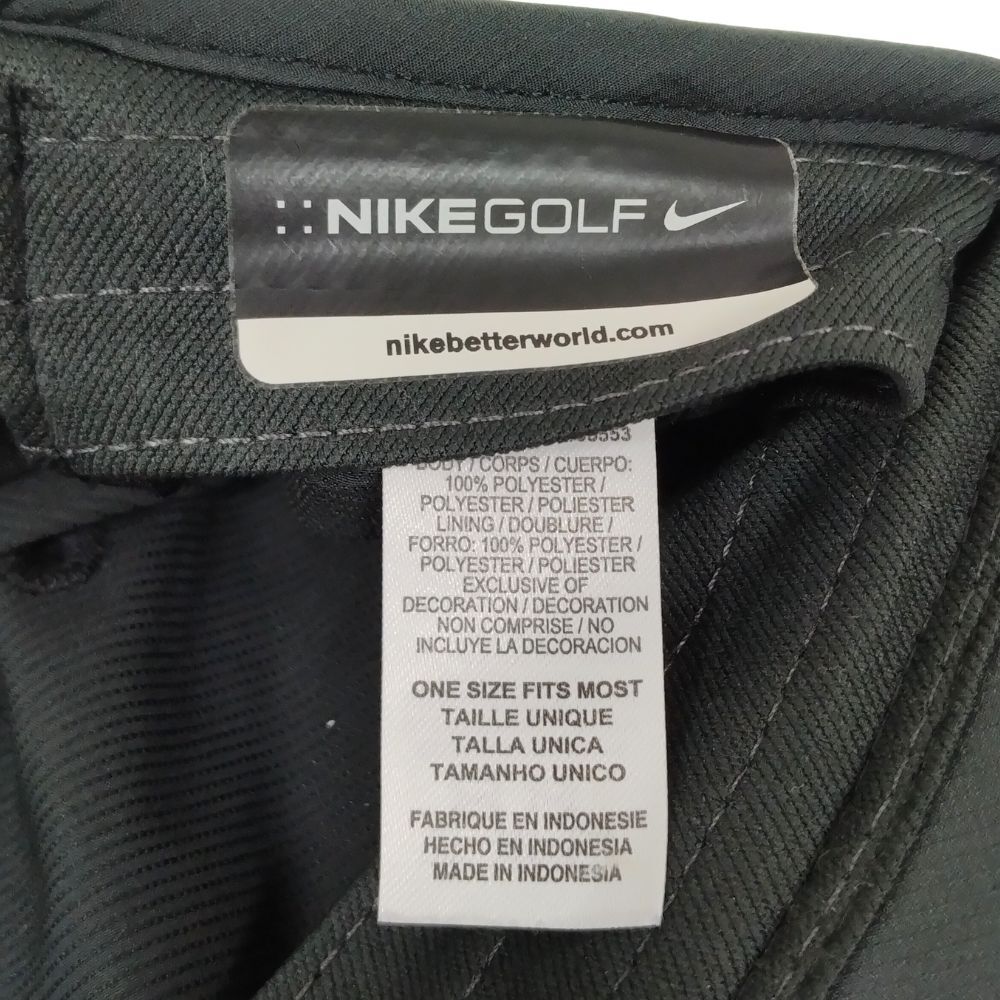 NIKEGOLF
nikebetterworld.com
BODY / CORPS / CUERPO:
100% POLYESTER /
POLYESTER / POLIESTER
LINING / DOUBLURE /
FORRO: 100% POLYESTER /
POLYESTER / POLIESTER
EXCLUSIVE OF
DECORATION / DECORATION
NON COMPRISE / NO
INCLUYE LA DECORACION
ONE SIZE FITS MOST
TAILLE UNIQUE
TALLA UNICA
TAMANHO UNICO
FABRIQUE EN INDONESIE
HECHO EN INDONESIA
MADE IN INDONESIA